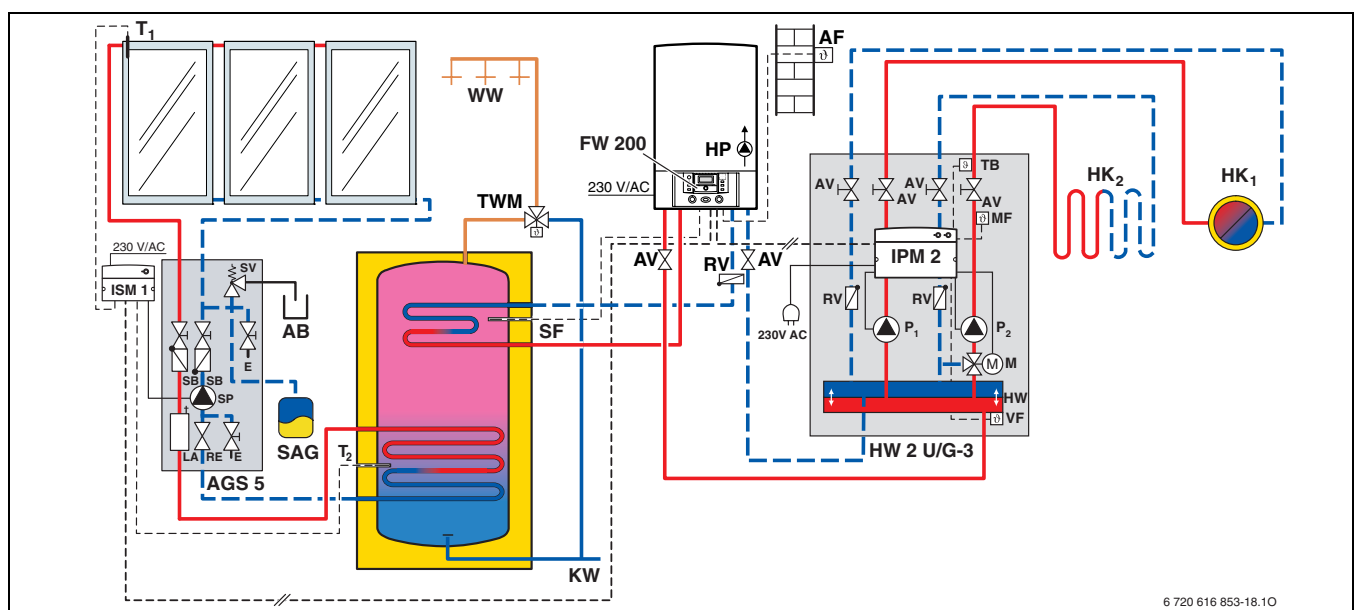 T1
AF
WW
FW 200
HP
230 V/AC
TWM
230 V/AC
ISM 1
SV
AB
E
SB SB
SP
LA RE E
AGS 5
SAG
T2
SF
KW
AV
RV
AV
AV
AV
AV
AV
TB
MF
IPM 2
HK2
HK1
RV
RV
230V AC
P1
P2
M
M
HW
VF
HW 2 U/G-3
6 720 616 853-18.1O